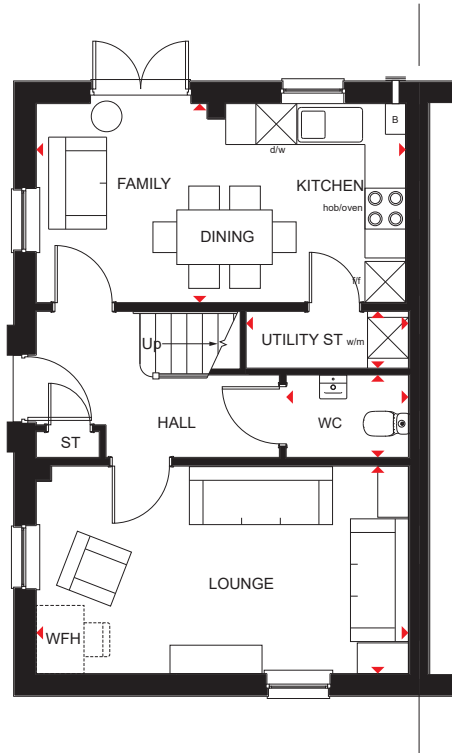 B
d/w
FAMILY
KITCHEN
hob/oven
DINING
f/f
Up
UTILITY ST w/m
HALL
WC
ST
LOUNGE
WFH